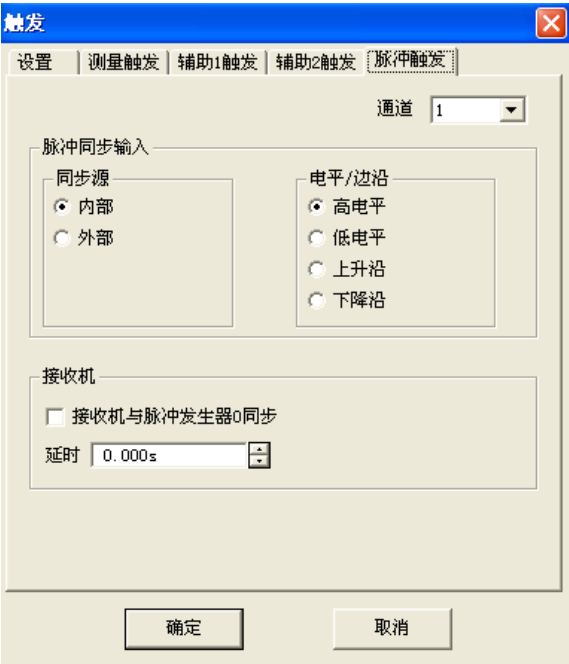 触发
设置 测量触发 辅助1触发 辅助2触发 脉冲触发
通道 1
脉冲同步输入
同步源 电平/边沿
内部 高电平
外部 低电平
上升沿
下降沿
接收机
接收机与脉冲发生器0同步
延时 0.000s
确定 取消